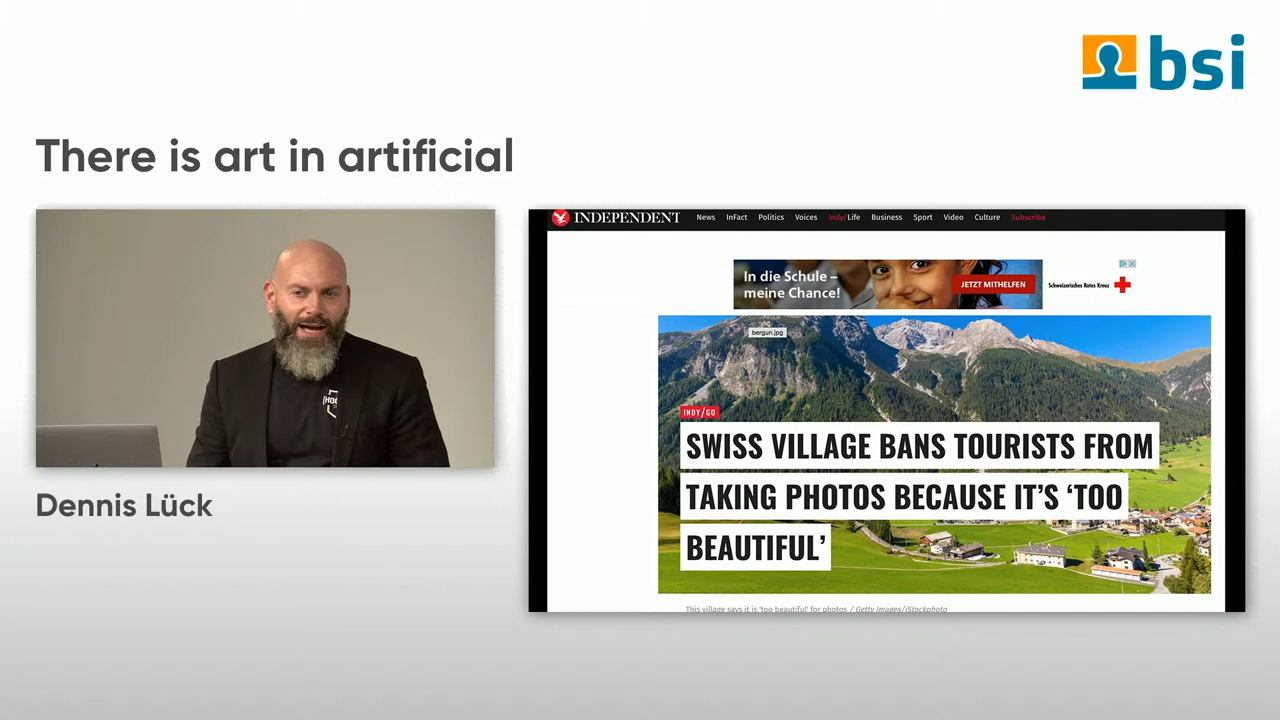 bsi
There is art in artificial
INDEPENDENT News InFact Politics Voices Indy/Life Business Sport Video Culture Subscribe
In die Schule –
meine Chance!
JETZT MITHELFEN
Schweizerisches Rotes Kreuz
bergun.jpg
INDY/GO
SWISS VILLAGE BANS TOURISTS FROM
TAKING PHOTOS BECAUSE IT'S ‘TOO
BEAUTIFUL’
This village says it is 'too beautiful' for photos / Getty Images/iStockphoto
Dennis Lück